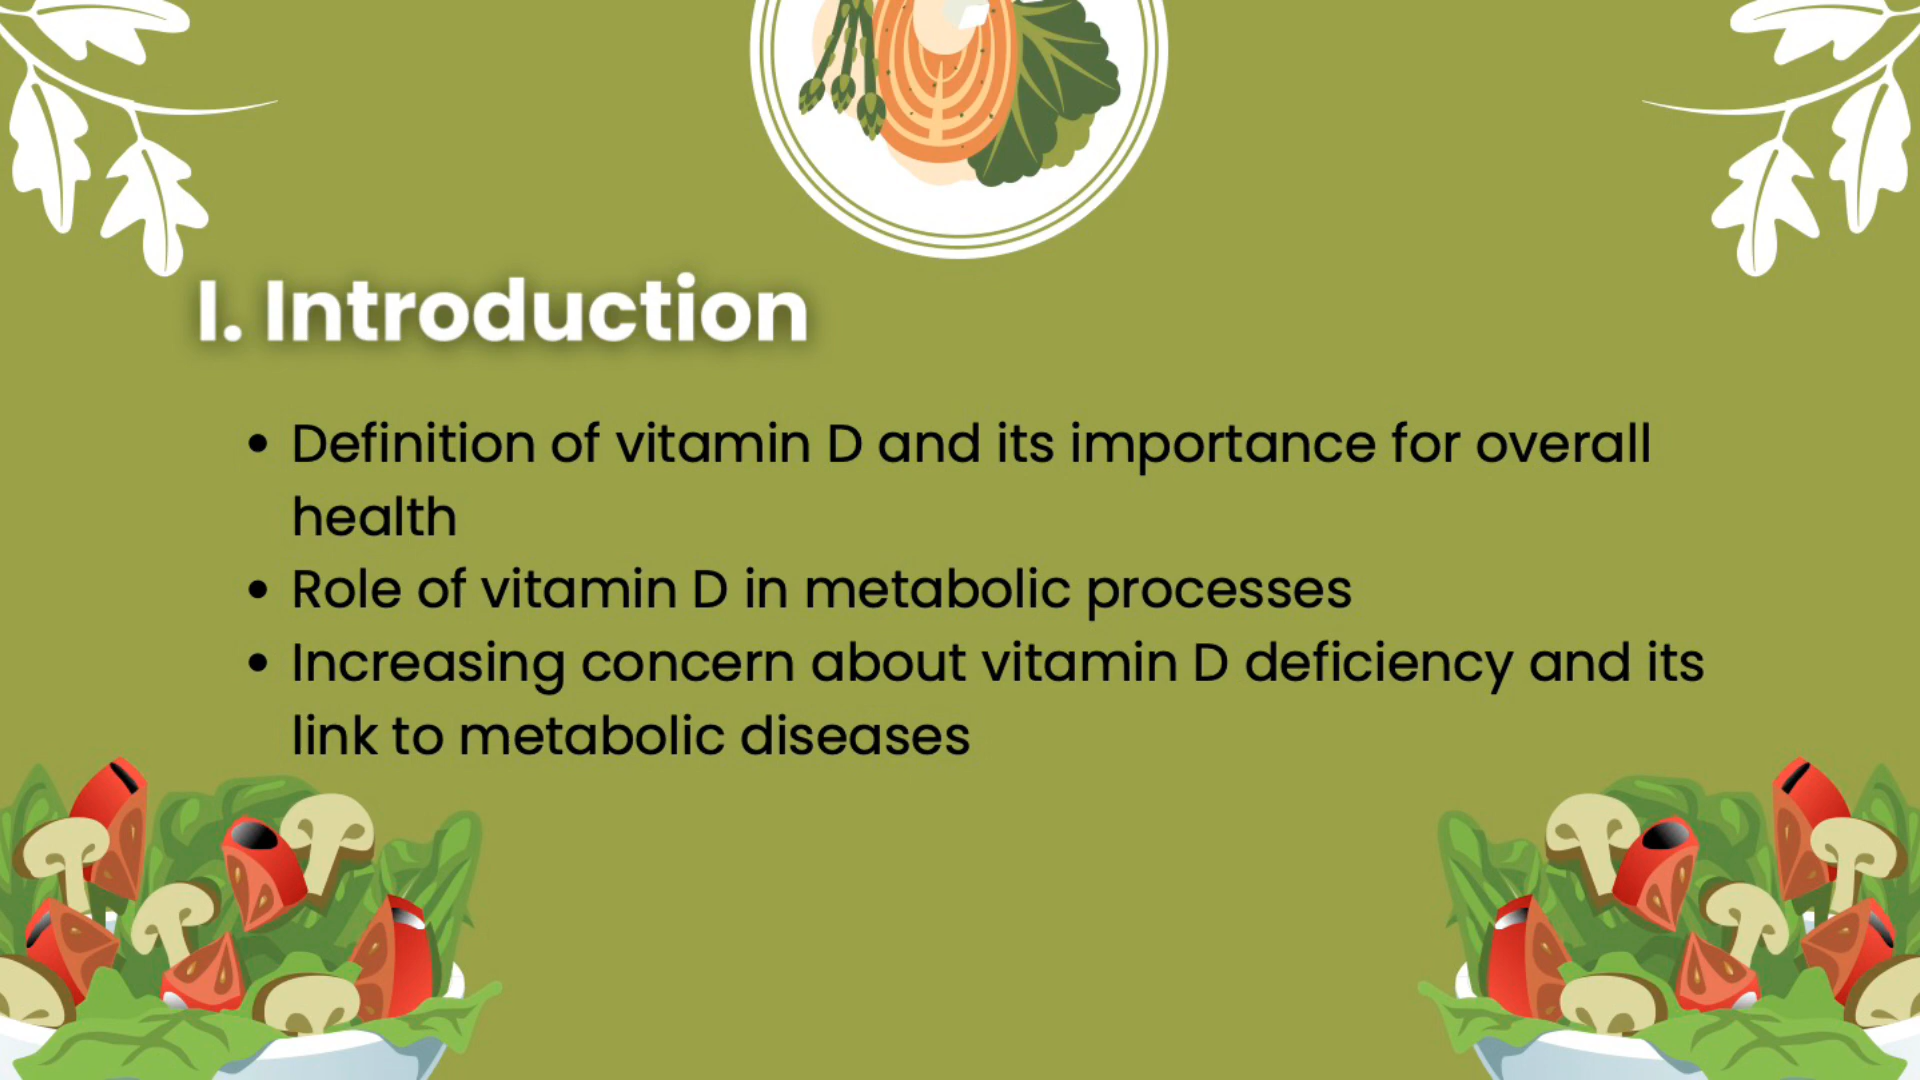 I. Introduction
• Definition of vitamin D and its importance for overall
health
• Role of vitamin D in metabolic processes
• Increasing concern about vitamin D deficiency and its
link to metabolic diseases